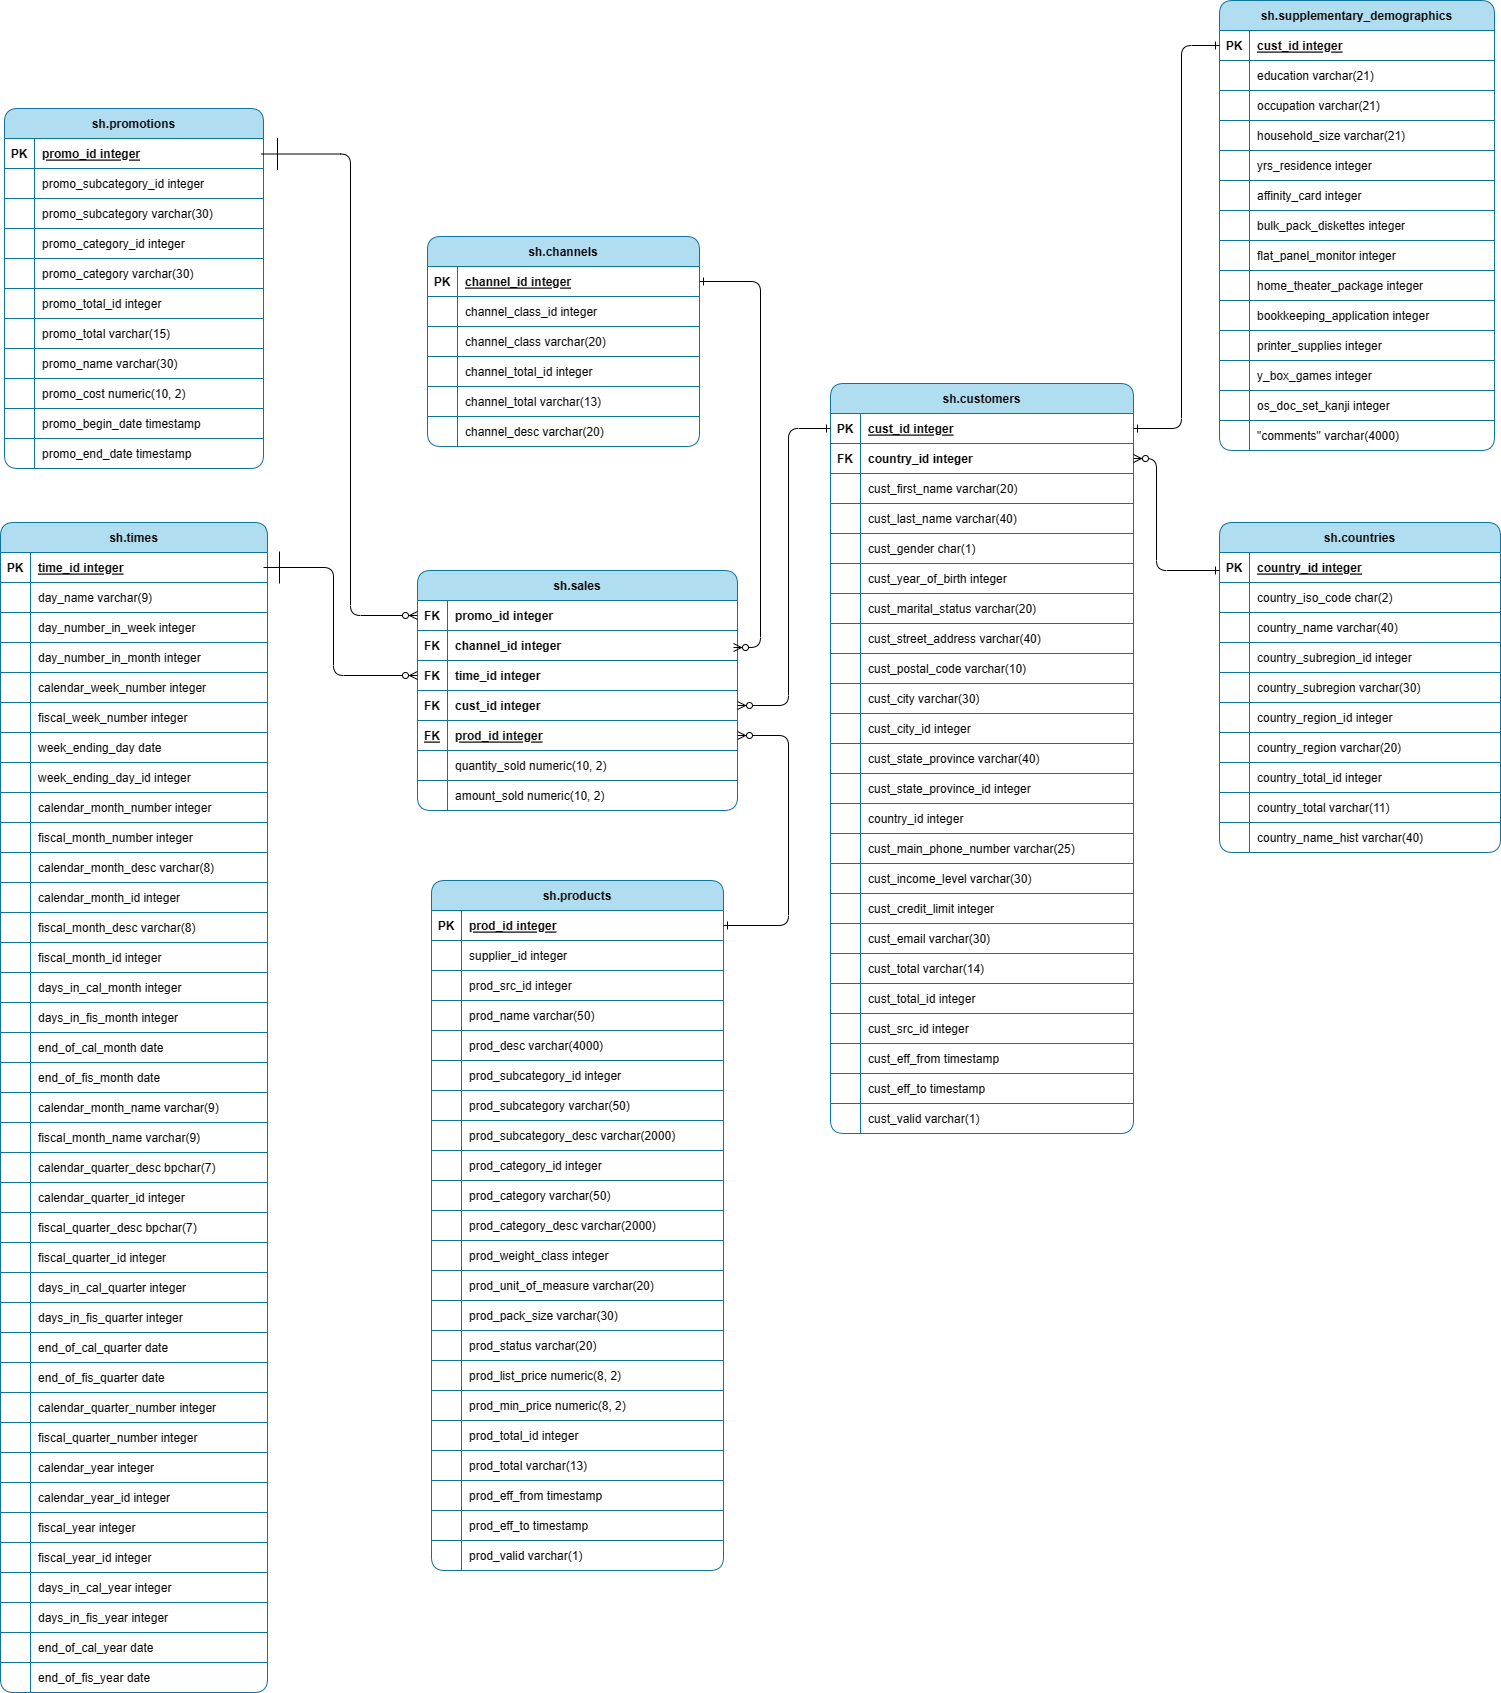 sh.supplementary_demographics
PK cust_id integer
education varchar(21)
occupation varchar(21)
household_size varchar(21)
yrs_residence integer
affinity_card integer
bulk_pack_diskettes integer
flat_panel_monitor integer
home_theater_package integer
bookkeeping_application integer
printer_supplies integer
y_box_games integer
os_doc_set_kanji integer
"comments" varchar(4000)
sh.promotions
PK promo_id integer
promo_subcategory_id integer
promo_subcategory varchar(30)
promo_category_id integer
promo_category varchar(30)
promo_total_id integer
promo_total varchar(15)
promo_name varchar(30)
promo_cost numeric(10, 2)
promo_begin_date timestamp
promo_end_date timestamp
sh.channels
PK channel_id integer
channel_class_id integer
channel_class varchar(20)
channel_total_id integer
channel_total varchar(13)
channel_desc varchar(20)
sh.customers
PK cust_id integer
FK country_id integer
cust_first_name varchar(20)
cust_last_name varchar(40)
cust_gender char(1)
cust_year_of_birth integer
cust_marital_status varchar(20)
cust_street_address varchar(40)
cust_postal_code varchar(10)
cust_city varchar(30)
cust_city_id integer
cust_state_province varchar(40)
cust_state_province_id integer
country_id integer
cust_main_phone_number varchar(25)
cust_income_level varchar(30)
cust_credit_limit integer
cust_email varchar(30)
cust_total varchar(14)
cust_total_id integer
cust_src_id integer
cust_eff_from timestamp
cust_eff_to timestamp
cust_valid varchar(1)
sh.countries
PK country_id integer
country_iso_code char(2)
country_name varchar(40)
country_subregion_id integer
country_subregion varchar(30)
country_region_id integer
country_region varchar(20)
country_total_id integer
country_total varchar(11)
country_name_hist varchar(40)
sh.times
PK time_id integer
day_name varchar(9)
day_number_in_week integer
day_number_in_month integer
calendar_week_number integer
fiscal_week_number integer
week_ending_day date
week_ending_day_id integer
calendar_month_number integer
fiscal_month_number integer
calendar_month_desc varchar(8)
calendar_month_id integer
fiscal_month_desc varchar(8)
fiscal_month_id integer
days_in_cal_month integer
days_in_fis_month integer
end_of_cal_month date
end_of_fis_month date
calendar_month_name varchar(9)
fiscal_month_name varchar(9)
calendar_quarter_desc bpchar(7)
calendar_quarter_id integer
fiscal_quarter_desc bpchar(7)
fiscal_quarter_id integer
days_in_cal_quarter integer
days_in_fis_quarter integer
end_of_cal_quarter date
end_of_fis_quarter date
calendar_quarter_number integer
fiscal_quarter_number integer
calendar_year integer
calendar_year_id integer
fiscal_year integer
fiscal_year_id integer
days_in_cal_year integer
days_in_fis_year integer
end_of_cal_year date
end_of_fis_year date
sh.sales
FK promo_id integer
FK channel_id integer
FK time_id integer
FK cust_id integer
FK prod_id integer
quantity_sold numeric(10, 2)
amount_sold numeric(10, 2)
sh.products
PK prod_id integer
supplier_id integer
prod_src_id integer
prod_name varchar(50)
prod_desc varchar(4000)
prod_subcategory_id integer
prod_subcategory varchar(50)
prod_subcategory_desc varchar(2000)
prod_category_id integer
prod_category varchar(50)
prod_category_desc varchar(2000)
prod_weight_class integer
prod_unit_of_measure varchar(20)
prod_pack_size varchar(30)
prod_status varchar(20)
prod_list_price numeric(8, 2)
prod_min_price numeric(8, 2)
prod_total_id integer
prod_total varchar(13)
prod_eff_from timestamp
prod_eff_to timestamp
prod_valid varchar(1)